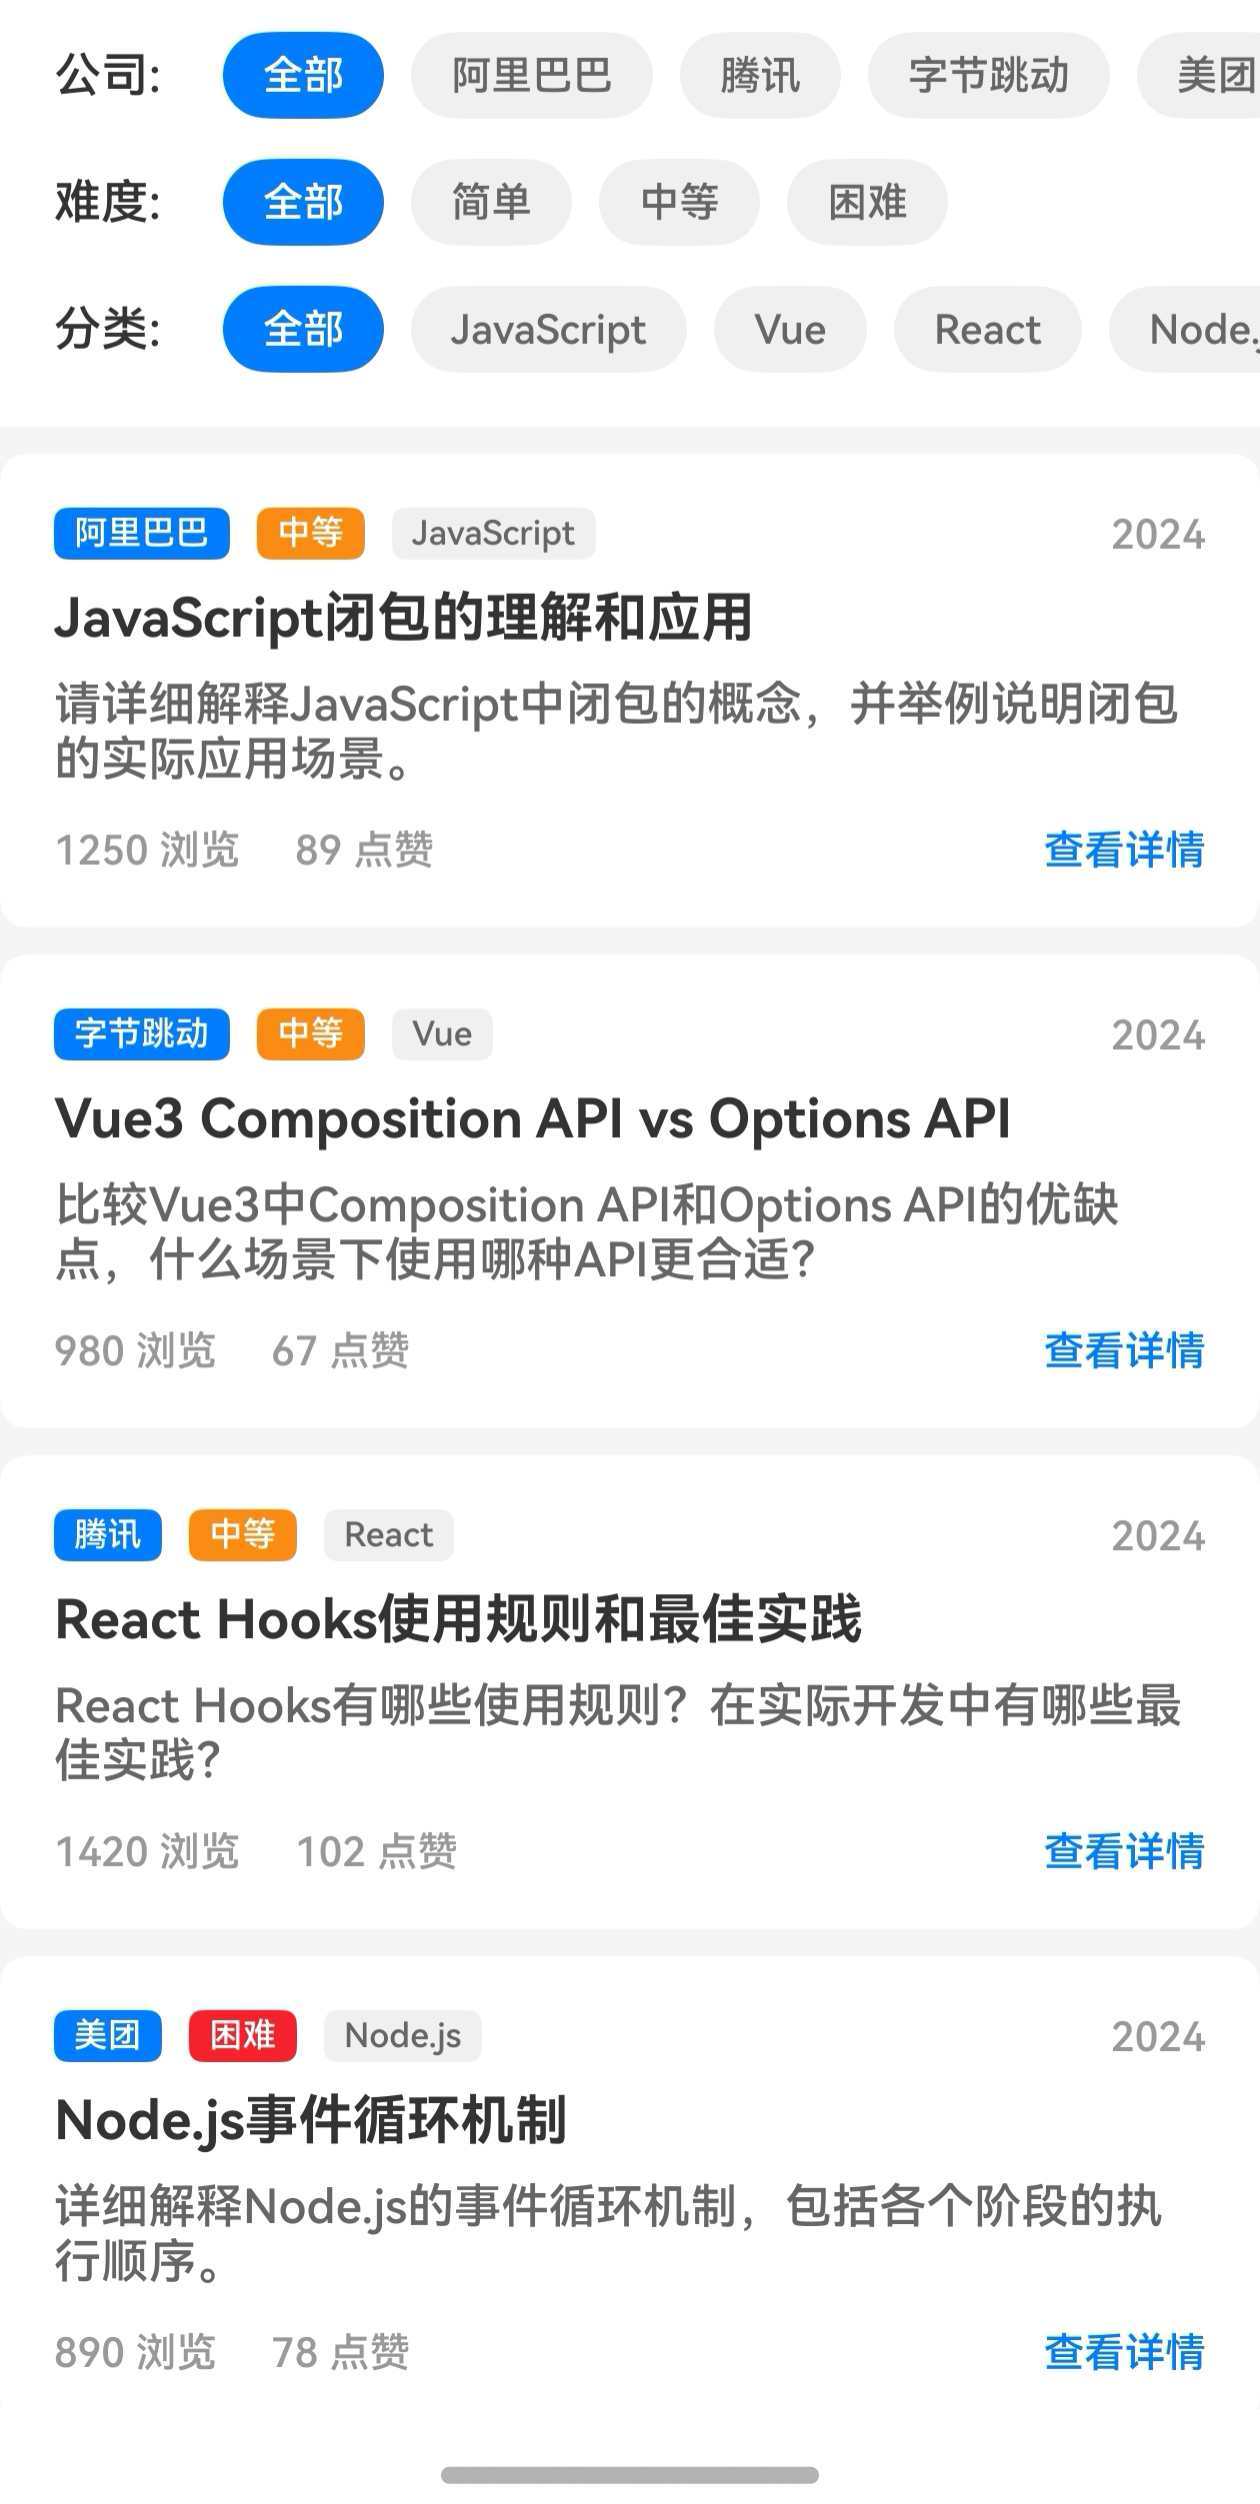 公司: 全部 阿里巴巴 腾讯 字节跳动 美团
难度: 全部 简单 中等 困难
分类: 全部 JavaScript Vue React Node.
阿里巴巴 中等 JavaScript 2024
JavaScript闭包的理解和应用
请详细解释JavaScript中闭包的概念，并举例说明闭包
的实际应用场景。
1250 浏览 89 点赞 查看详情
字节跳动 中等 Vue 2024
Vue3 Composition API vs Options API
比较Vue3中Composition API和Options API的优缺
点，什么场景下使用哪种API更合适？
980 浏览 67 点赞 查看详情
腾讯 中等 React 2024
React Hooks使用规则和最佳实践
React Hooks有哪些使用规则？在实际开发中有哪些最
佳实践？
1420 浏览 102 点赞 查看详情
美团 困难 Node.js 2024
Node.js事件循环机制
详细解释Node.js的事件循环机制，包括各个阶段的执
行顺序。
890 浏览 78 点赞 查看详情